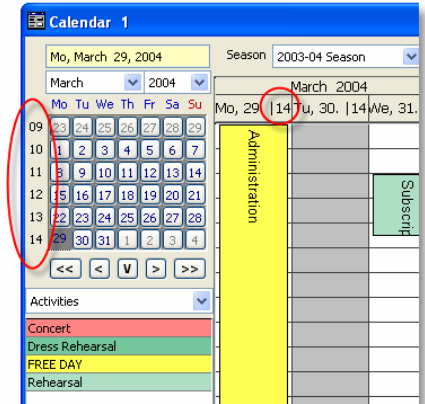 Calendar 1
Mo, March 29, 2004
Season 2003-04 Season
March 2004
March 2004
Mo Tu We Th Fr Sa Su
Mo, 29. |14 Tu, 30. |14 We, 31.
09 23 24 25 26 27 28 29
10 1 2 3 4 5 6 7
11 8 9 10 11 12 13 14
12 15 16 17 18 19 20 21
13 22 23 24 25 26 27 28
14 29 30 31 1 2 3 4
<< < V > >>
Administration
Subscrip
Activities
Concert
Dress Rehearsal
FREE DAY
Rehearsal